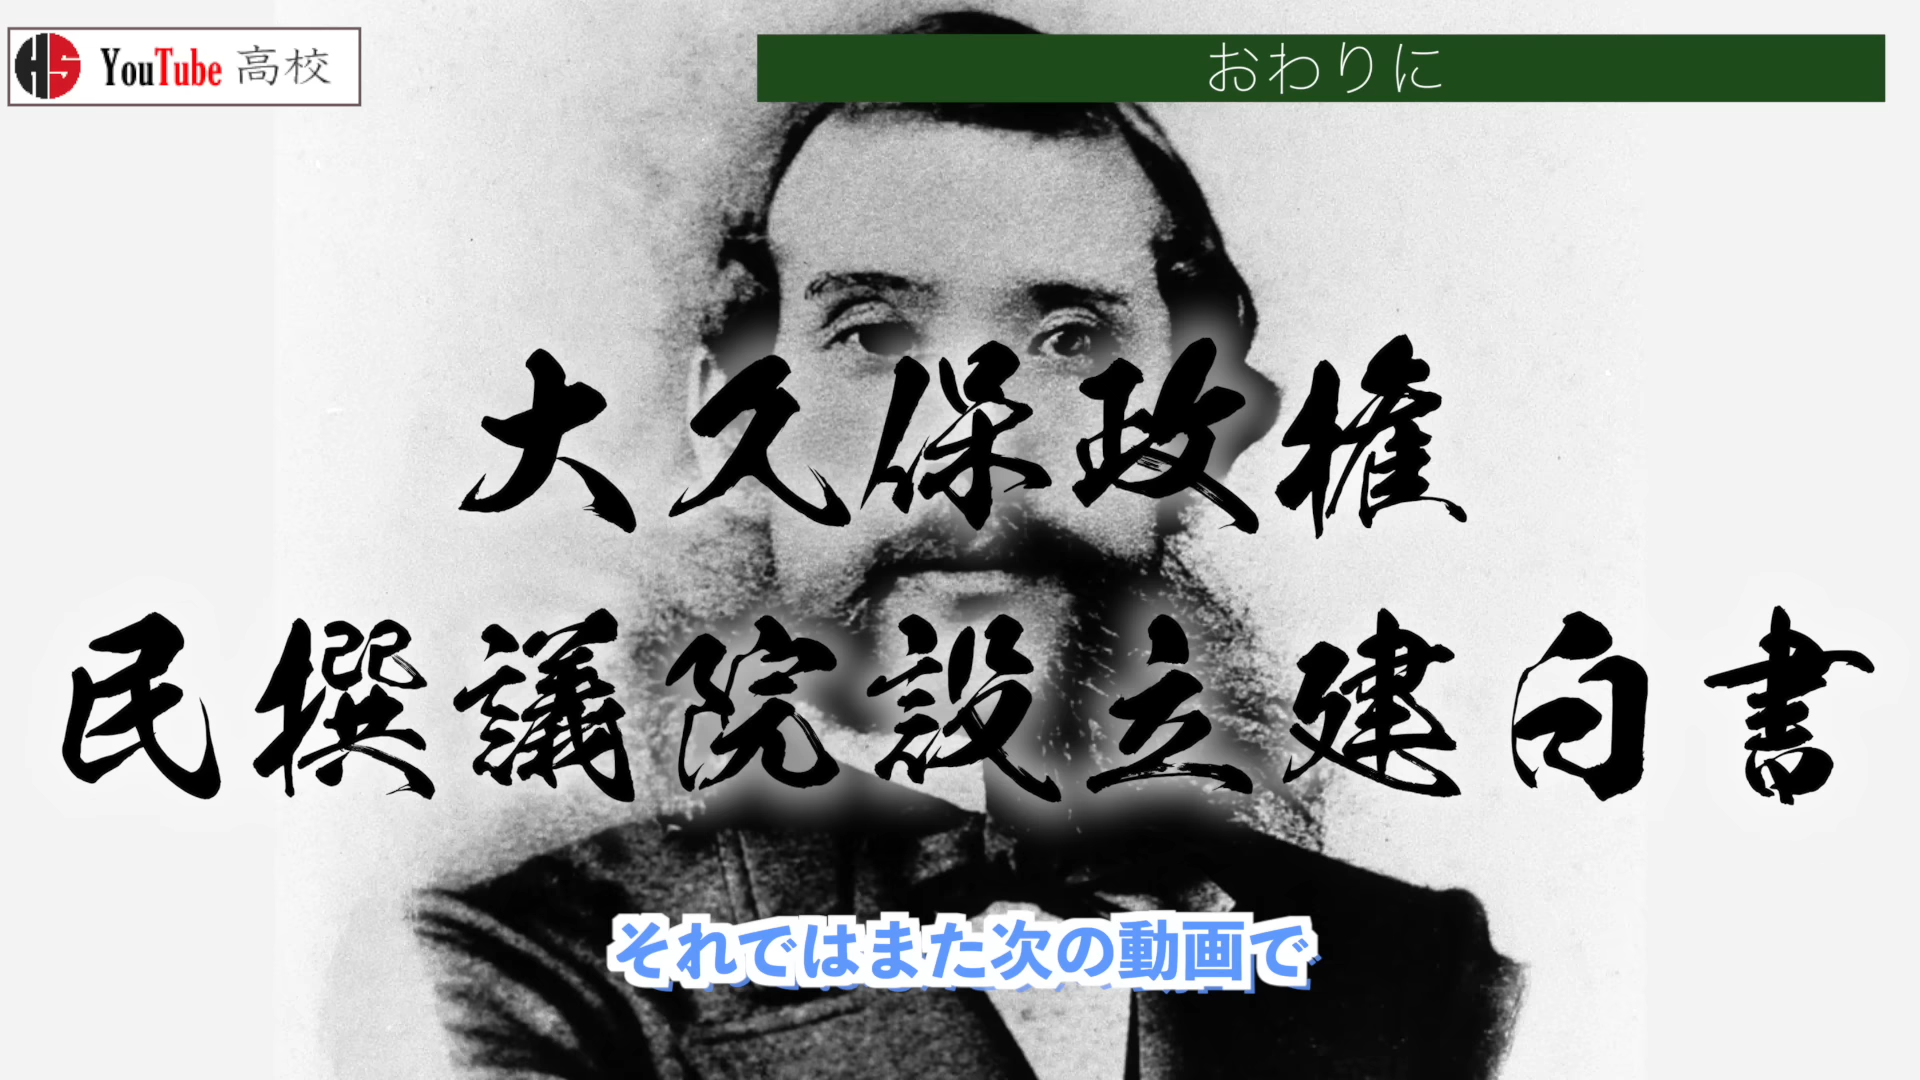 HS YouTube 高校
おわりに
大久保政権
民撰議院設立建白書
それではまた次の動画で